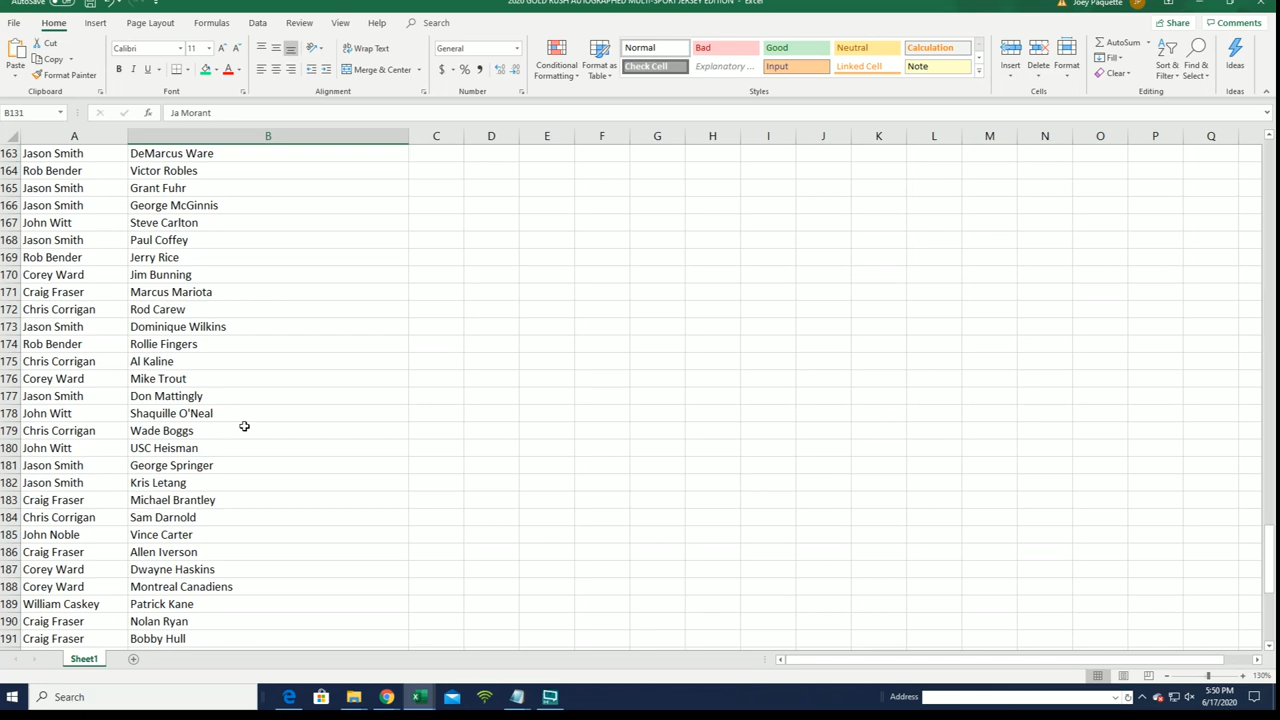 AutoSave Off 2020 GOLD RUSH AUTOGRAPHED MULTI-SPORT JERSEY EDITION - Excel Joey Paquette JP
File Home Insert Page Layout Formulas Data Review View Help Search Share Comments
Paste Cut Copy Format Painter Calibri 11 Wrap Text Merge & Center General Conditional Formatting Format as Table Normal Bad Good Neutral Calculation Check Cell Explanatory ... Input Linked Cell Note Insert Delete Format AutoSum Fill Clear Sort & Filter Find & Select Ideas
Clipboard Font Alignment Number Styles Cells Editing Ideas
B131 Ja Morant
A B C D E F G H I J K L M N O P Q
163 Jason Smith DeMarcus Ware
164 Rob Bender Victor Robles
165 Jason Smith Grant Fuhr
166 Jason Smith George McGinnis
167 John Witt Steve Carlton
168 Jason Smith Paul Coffey
169 Rob Bender Jerry Rice
170 Corey Ward Jim Bunning
171 Craig Fraser Marcus Mariota
172 Chris Corrigan Rod Carew
173 Jason Smith Dominique Wilkins
174 Rob Bender Rollie Fingers
175 Chris Corrigan Al Kaline
176 Corey Ward Mike Trout
177 Jason Smith Don Mattingly
178 John Witt Shaquille O'Neal
179 Chris Corrigan Wade Boggs
180 John Witt USC Heisman
181 Jason Smith George Springer
182 Jason Smith Kris Letang
183 Craig Fraser Michael Brantley
184 Chris Corrigan Sam Darnold
185 John Noble Vince Carter
186 Craig Fraser Allen Iverson
187 Corey Ward Dwayne Haskins
188 Corey Ward Montreal Canadiens
189 William Caskey Patrick Kane
190 Craig Fraser Nolan Ryan
191 Craig Fraser Bobby Hull
Sheet1
130%
Search Address 5:50 PM
6/17/2020